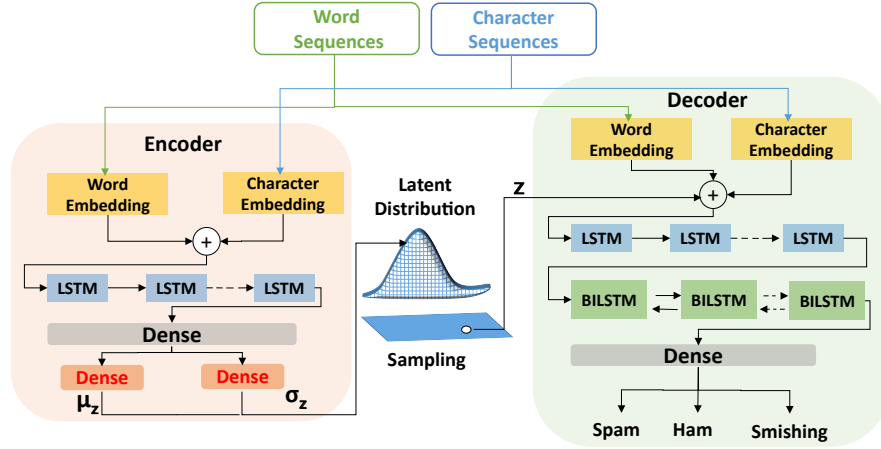 Word
Sequences
Character
Sequences
Encoder
Word
Embedding
Character
Embedding
+
LSTM
LSTM
LSTM
Dense
Dense
Dense
μz
σz
Latent
Distribution
Sampling
z
Decoder
Word
Embedding
Character
Embedding
+
LSTM
LSTM
LSTM
BILSTM
BILSTM
BILSTM
Dense
Spam
Ham
Smishing